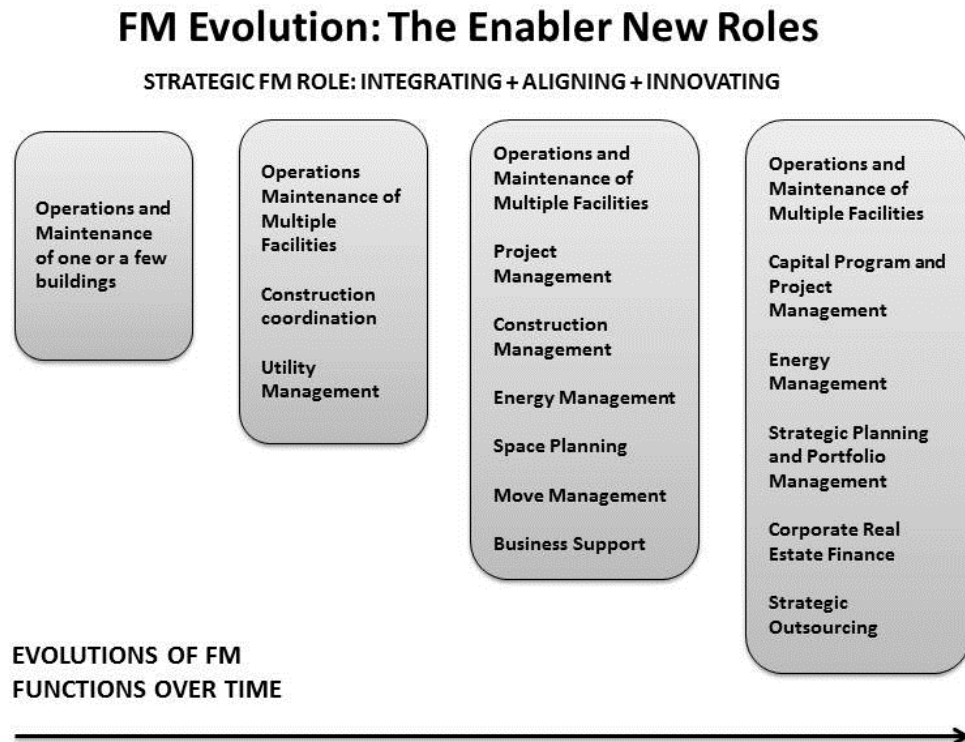 FM Evolution: The Enabler New Roles
STRATEGIC FM ROLE: INTEGRATING + ALIGNING + INNOVATING
Operations and
Maintenance
of one or a few
buildings
Operations
Maintenance of
Multiple
Facilities
Construction
coordination
Utility
Management
Operations and
Maintenance of
Multiple Facilities
Project
Management
Construction
Management
Energy Management
Space Planning
Move Management
Business Support
Operations and
Maintenance of
Multiple Facilities
Capital Program and
Project
Management
Energy
Management
Strategic Planning
and Portfolio
Management
Corporate Real
Estate Finance
Strategic
Outsourcing
EVOLUTIONS OF FM
FUNCTIONS OVER TIME